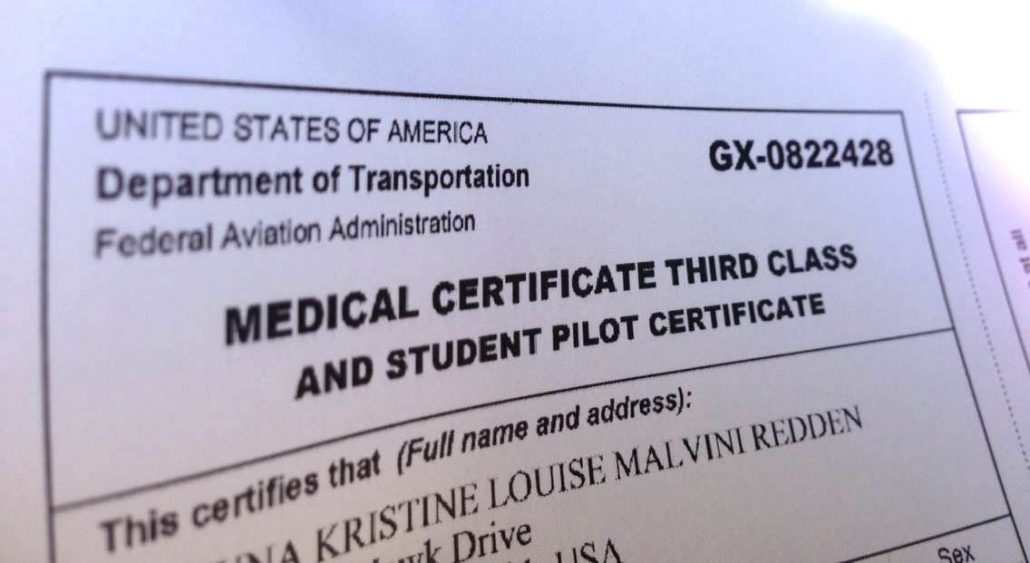 UNITED STATES OF AMERICA
GX-0822428
Department of Transportation
Federal Aviation Administration
MEDICAL CERTIFICATE THIRD CLASS
AND STUDENT PILOT CERTIFICATE
This certifies that (Full name and address):
KRISTINE LOUISE MALVINI REDDEN
Drive
USA
Sex